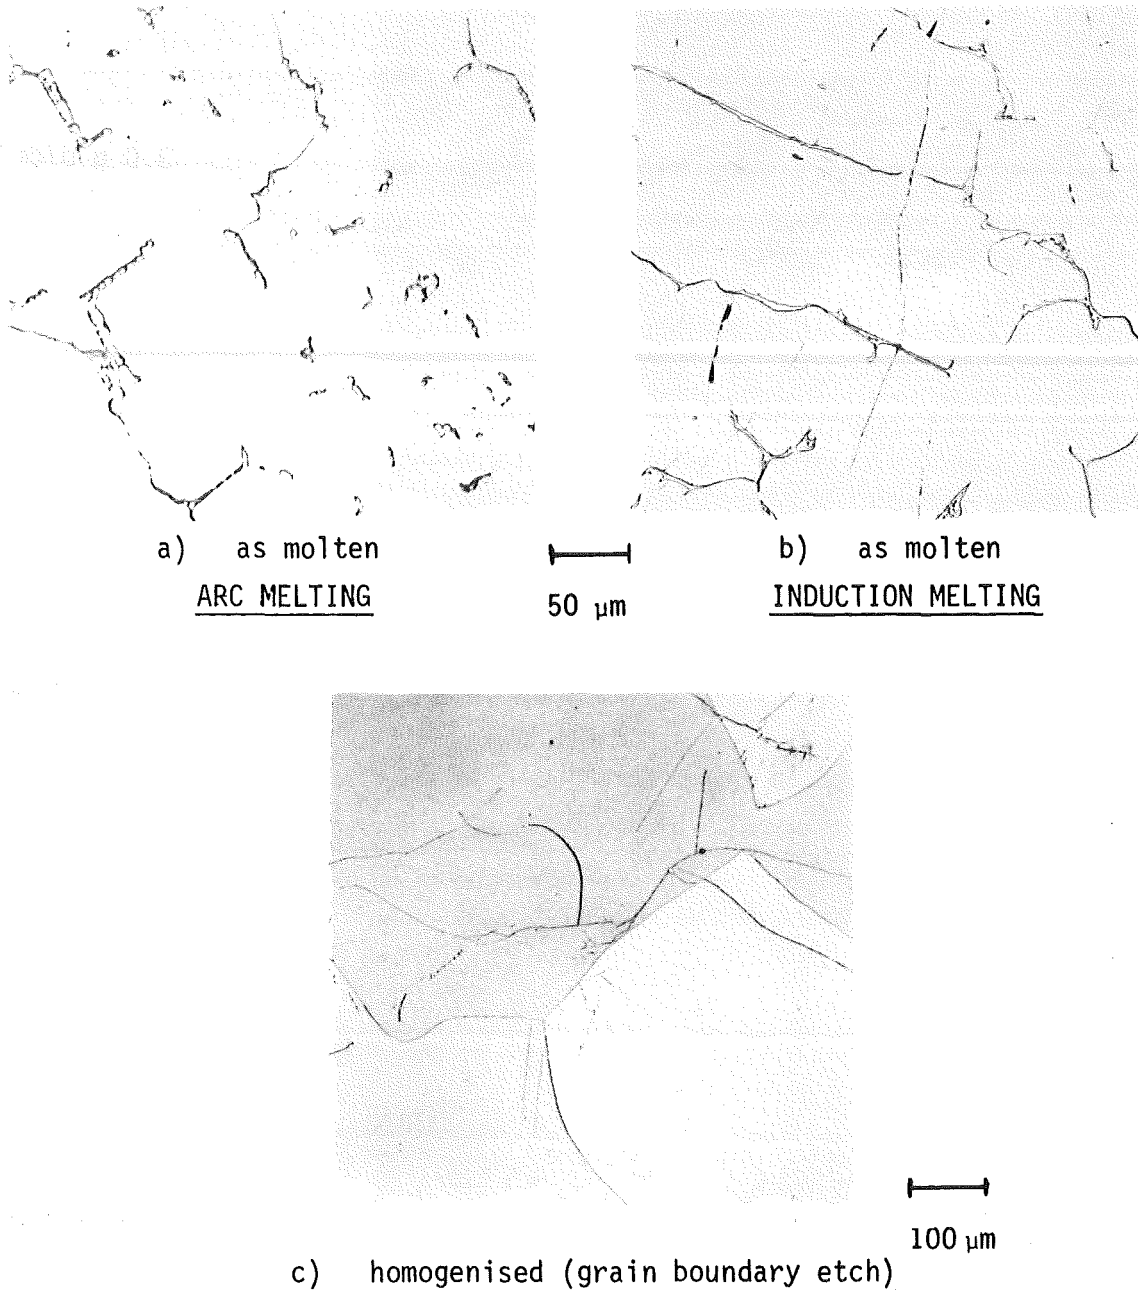 a) as molten
ARC MELTING
50 µm
b) as molten
INDUCTION MELTING
100 µm
c) homogenised (grain boundary etch)